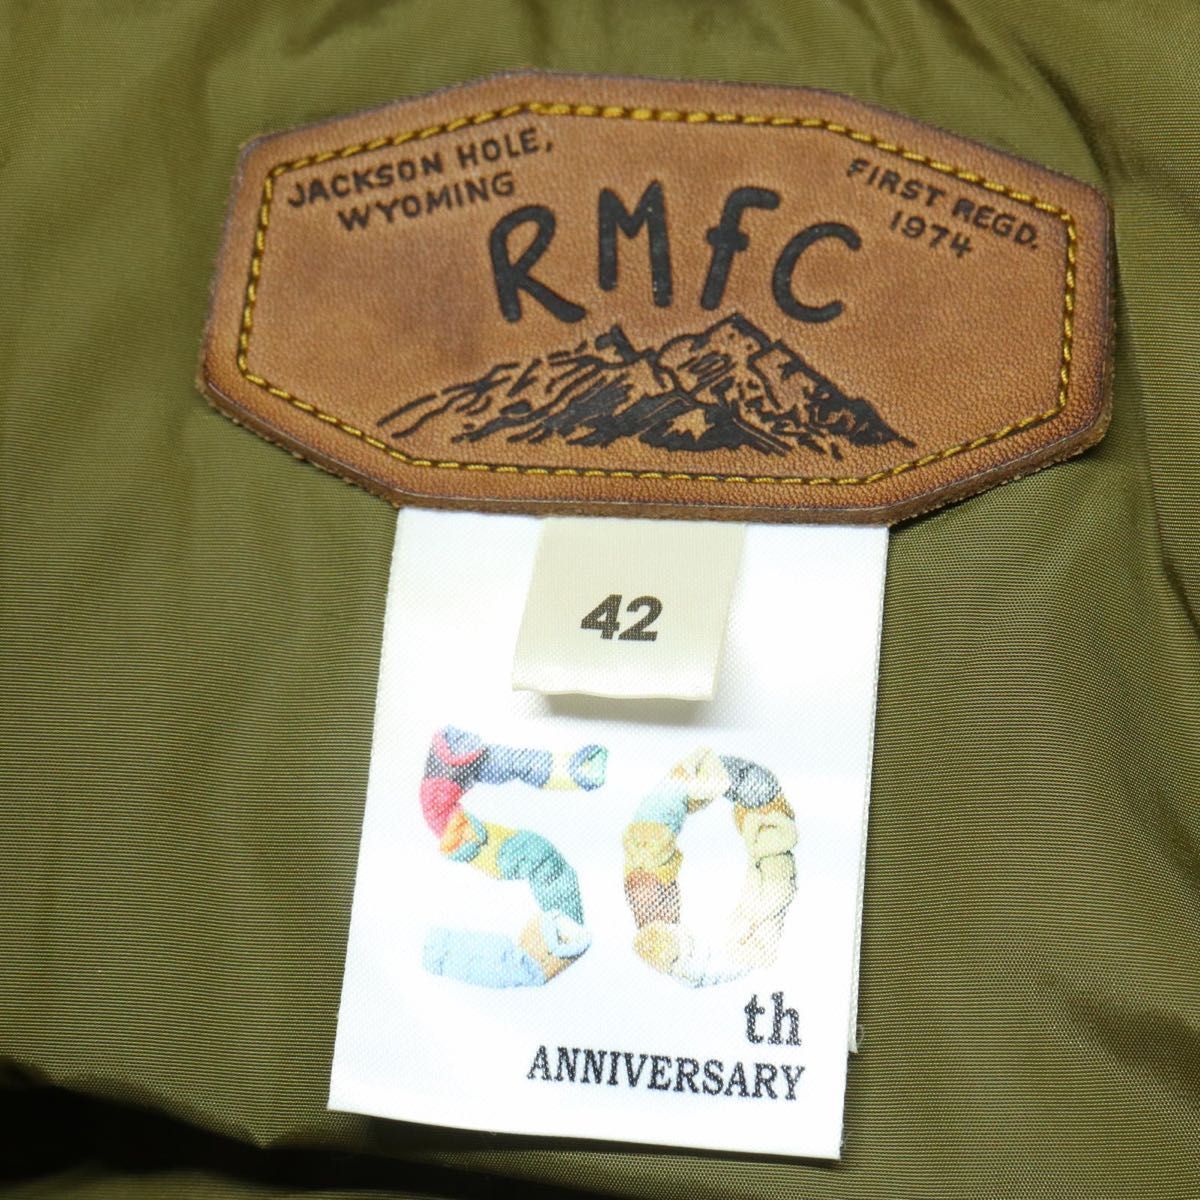 JACKSON HOLE,
WYOMING
RMfC
FIRST REGD.
1974
42
50
th
ANNIVERSARY